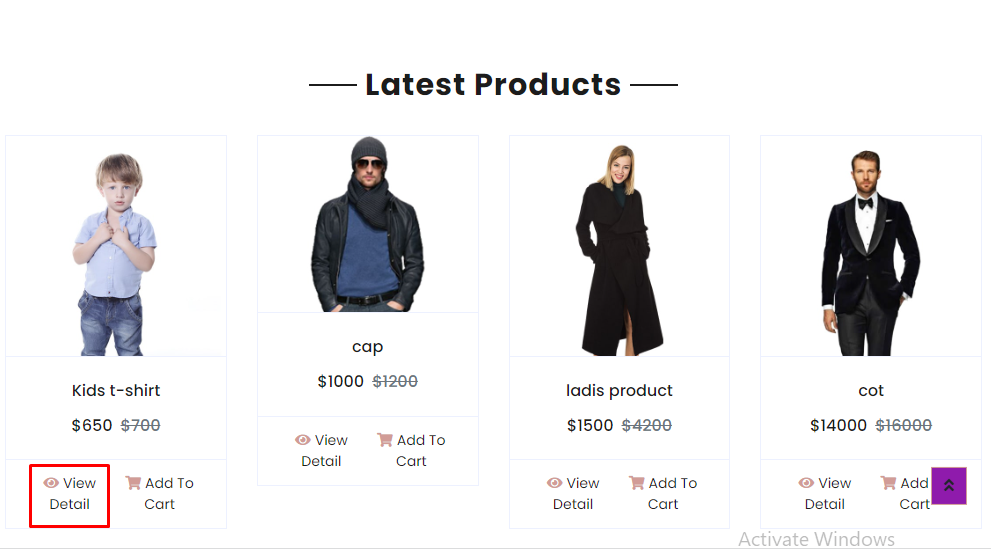 Latest Products
Kids t-shirt
$650 $700
View
Detail
Add To
Cart
cap
$1000 $1200
View
Detail
Add To
Cart
ladis product
$1500 $4200
View
Detail
Add To
Cart
cot
$14000 $16000
View
Detail
Add
Cart
Activate Windows